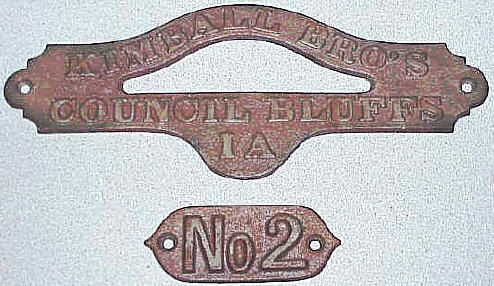 KIMBALL BRO'S
COUNCIL BLUFFS
IA
No 2